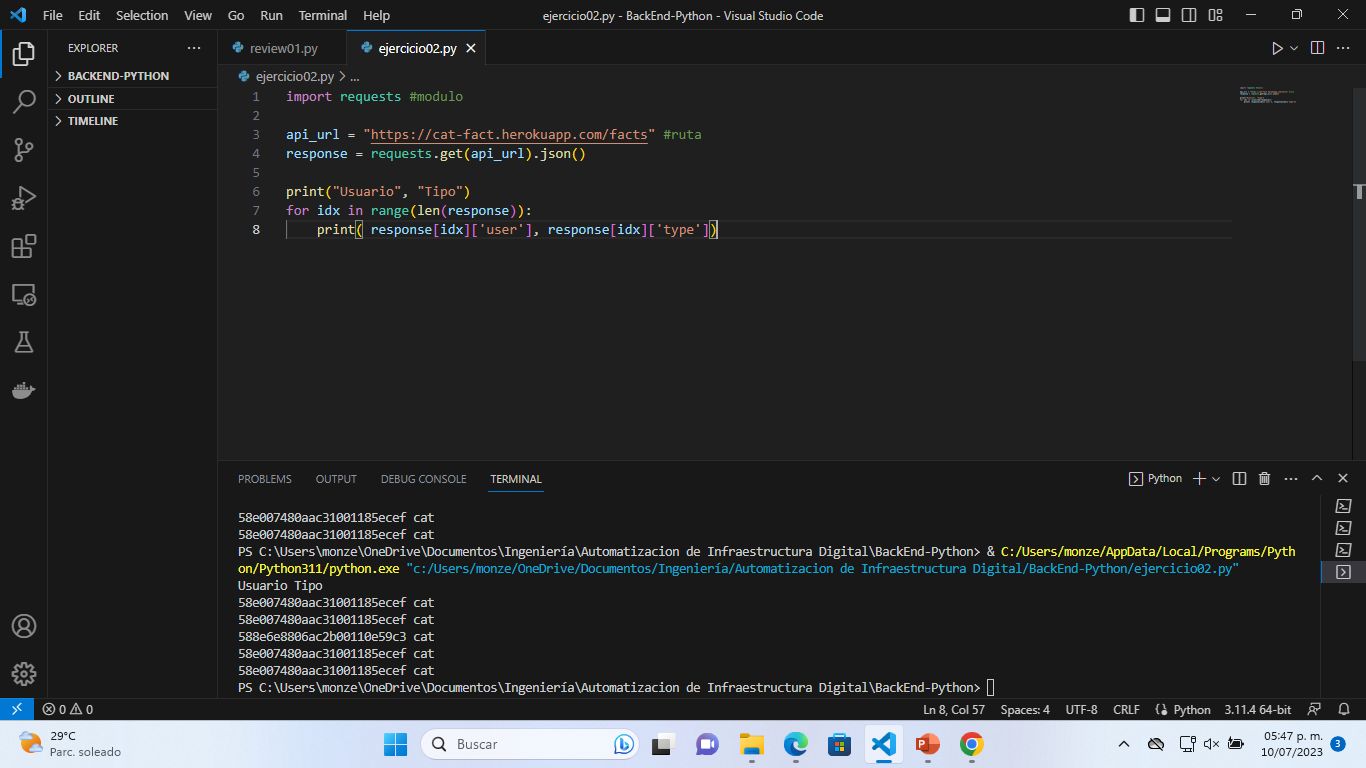 File Edit Selection View Go Run Terminal Help
ejercicio02.py - BackEnd-Python - Visual Studio Code
EXPLORER
BACKEND-PYTHON
OUTLINE
TIMELINE
review01.py
ejercicio02.py
ejercicio02.py > ...
1 import requests #modulo
2
3 api_url = "https://cat-fact.herokuapp.com/facts" #ruta
4 response = requests.get(api_url).json()
5
6 print("Usuario", "Tipo")
7 for idx in range(len(response)):
8 print( response[idx]['user'], response[idx]['type'])
PROBLEMS OUTPUT DEBUG CONSOLE TERMINAL
Python
58e007480aac31001185ecef cat
58e007480aac31001185ecef cat
PS C:\Users\monze\OneDrive\Documentos\Ingeniería\Automatizacion de Infraestructura Digital\BackEnd-Python> & C:/Users/monze/AppData/Local/Programs/Pyth
on/Python311/python.exe "c:/Users/monze/OneDrive/Documentos/Ingeniería/Automatizacion de Infraestructura Digital/BackEnd-Python/ejercicio02.py"
Usuario Tipo
58e007480aac31001185ecef cat
58e007480aac31001185ecef cat
588e6e8806ac2b00110e59c3 cat
58e007480aac31001185ecef cat
58e007480aac31001185ecef cat
PS C:\Users\monze\OneDrive\Documentos\Ingeniería\Automatizacion de Infraestructura Digital\BackEnd-Python>
0 0
Ln 8, Col 57 Spaces: 4 UTF-8 CRLF Python 3.11.4 64-bit
29°C
Parc. soleado
Buscar
05:47 p. m.
10/07/2023
3